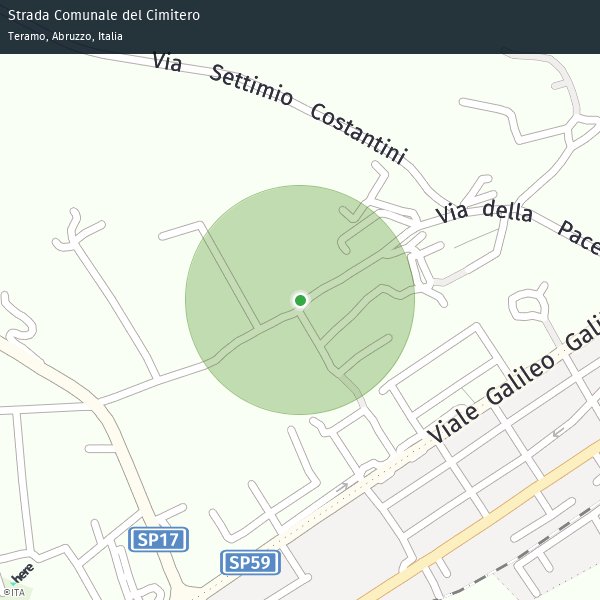 Strada Comunale del Cimitero
Teramo, Abruzzo, Italia
Via Settimio Costantini
Via della Pace
Viale Galileo Gali
SP17
SP59
here
©ITA